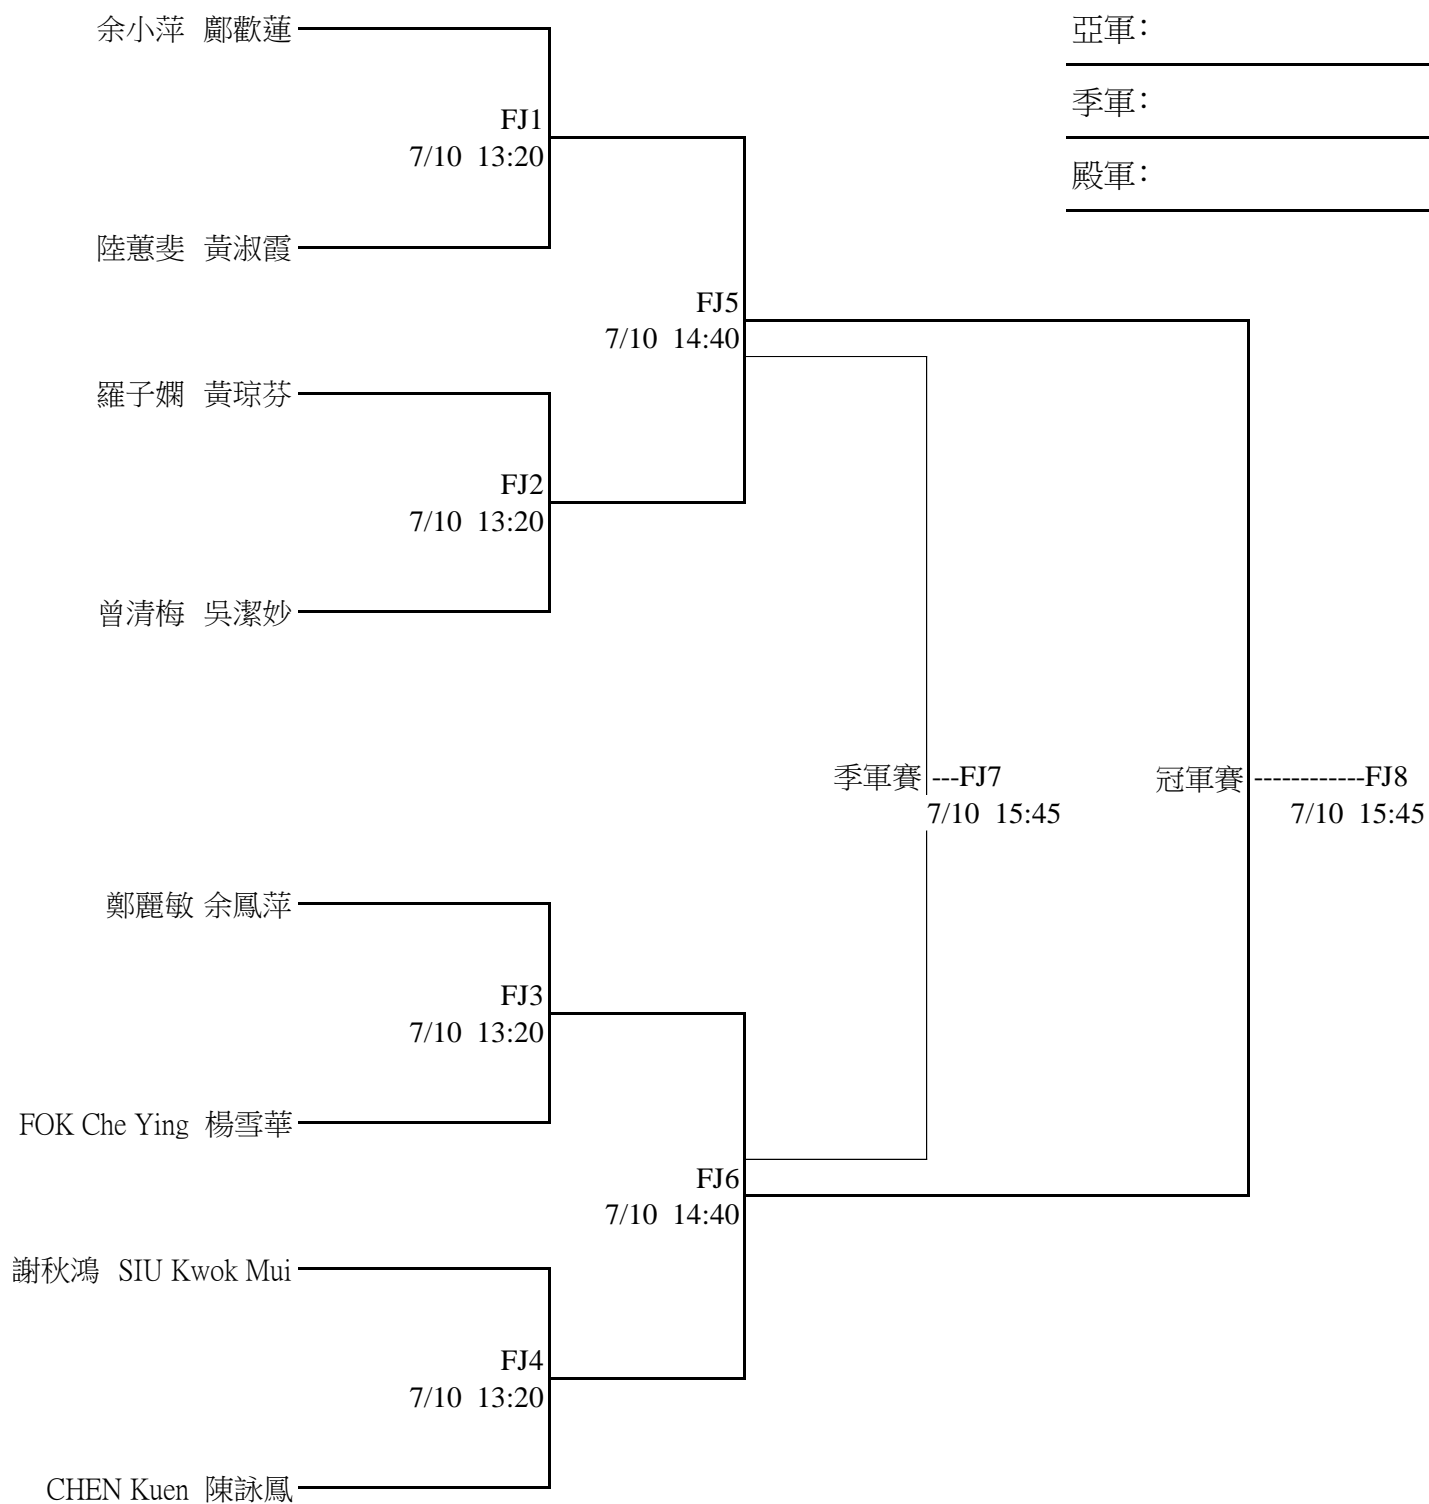 余小萍 鄺歡蓮
亞軍：
季軍：
FJ1
7/10 13:20
殿軍：
陸蕙斐 黃淑霞
FJ5
7/10 14:40
羅子嫻 黃琼芬
FJ2
7/10 13:20
曾清梅 吳潔妙
季軍賽 ---FJ7
7/10 15:45
冠軍賽 ------------FJ8
7/10 15:45
鄭麗敏 余鳳萍
FJ3
7/10 13:20
FOK Che Ying 楊雪華
FJ6
7/10 14:40
謝秋鴻 SIU Kwok Mui
FJ4
7/10 13:20
CHEN Kuen 陳詠鳳